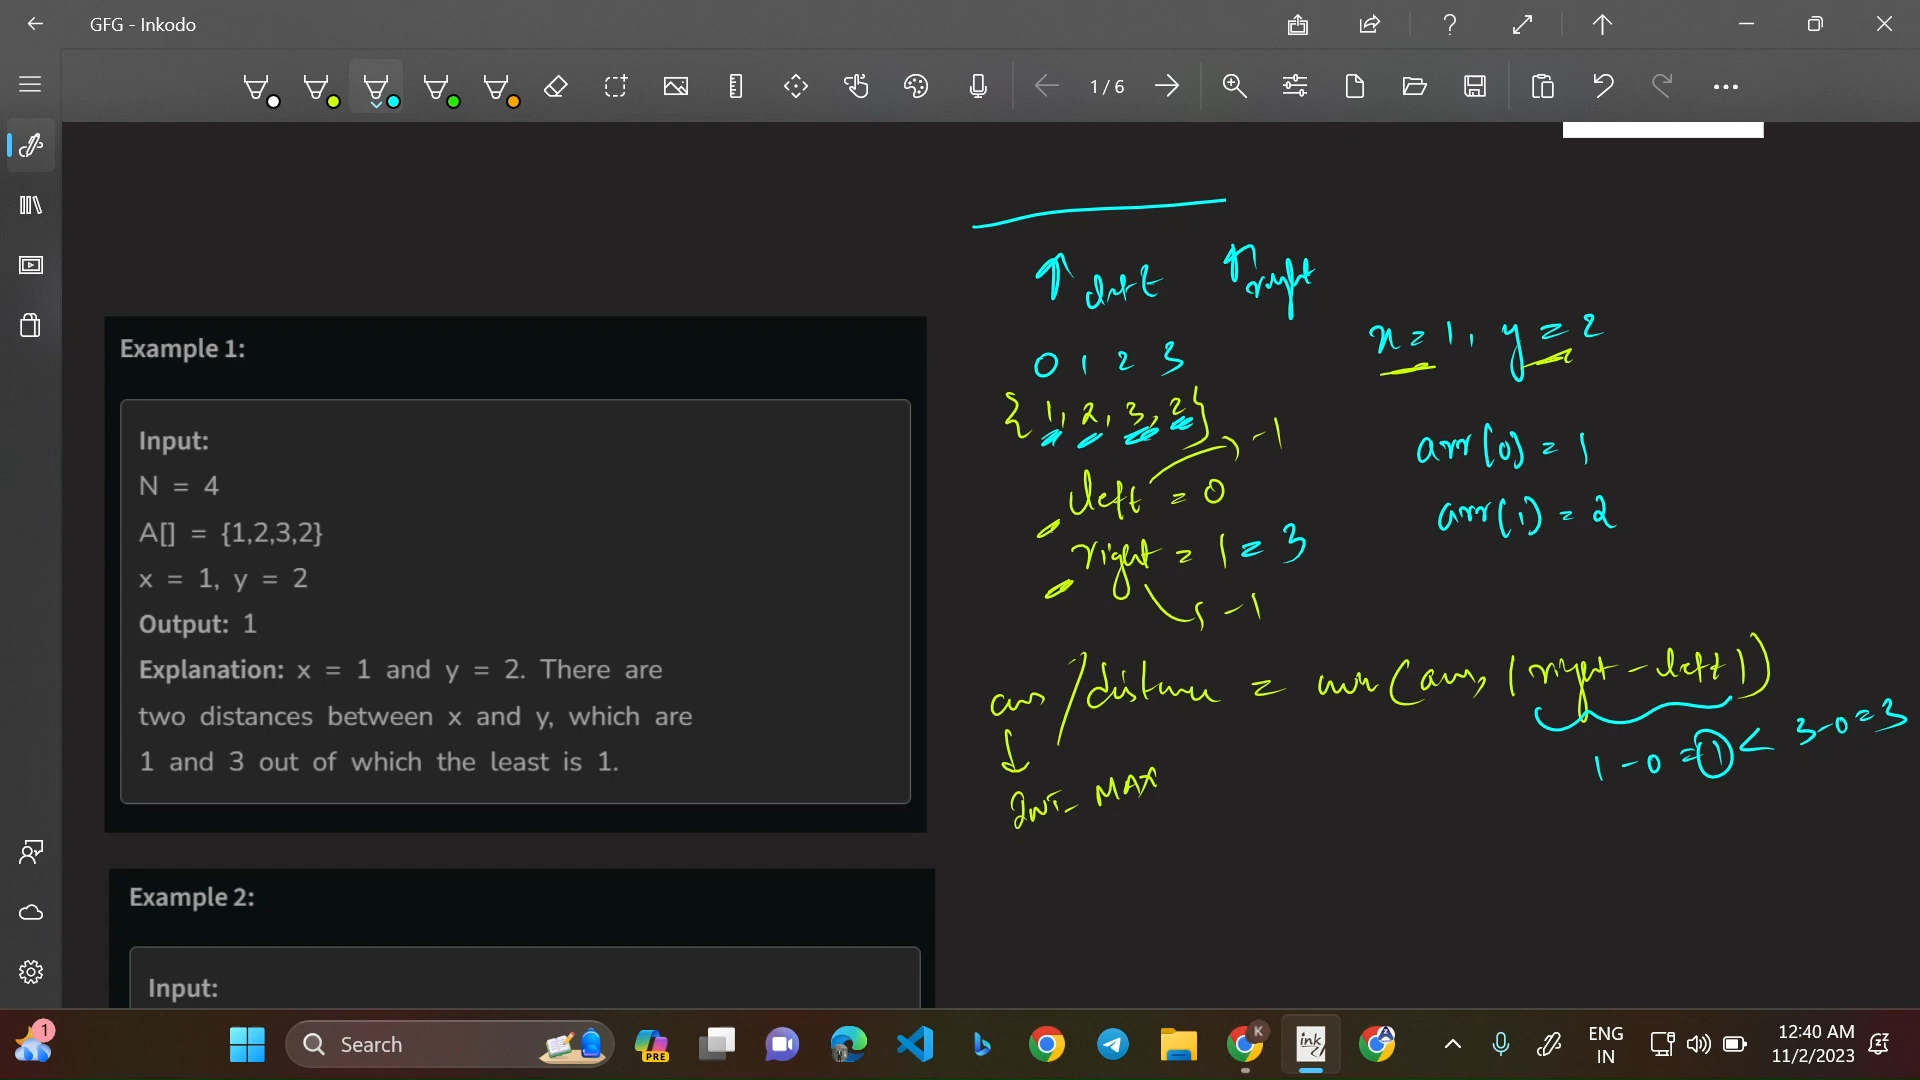 GFG - Inkodo
1 / 6
Example 1:
Input:
N = 4
A[] = {1,2,3,2}
x = 1, y = 2
Output: 1
Explanation: x = 1 and y = 2. There are
two distances between x and y, which are
1 and 3 out of which the least is 1.
Example 2:
Input:
left right
0 1 2 3
{1, 2, 3, 2}
-1
left = 0
right = 1 = 3
-1
x = 1, y = 2
arr(0) = 1
arr(1) = 2
ans / distance = min(ans, |right - left|)
1 - 0 = 1 < 3-0=3
INT_MAX
1
Search
PRE
K
ink
A
ENG
IN
12:40 AM
11/2/2023